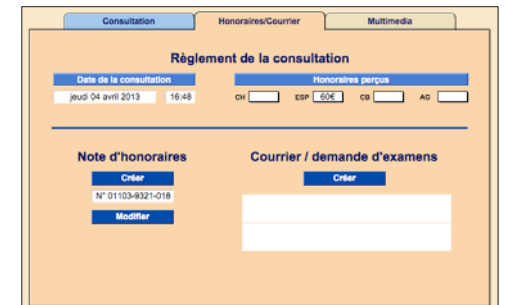 Consultation Honoraires/Courrier Multimedia
Règlement de la consultation
Date de la consultation Honoraires perçus
jeudi 04 avril 2013 16:48 CH ESP 60€ CB AG
Note d'honoraires Courrier / demande d'examens
Créer Créer
N° 01103-9321-018
Modifier